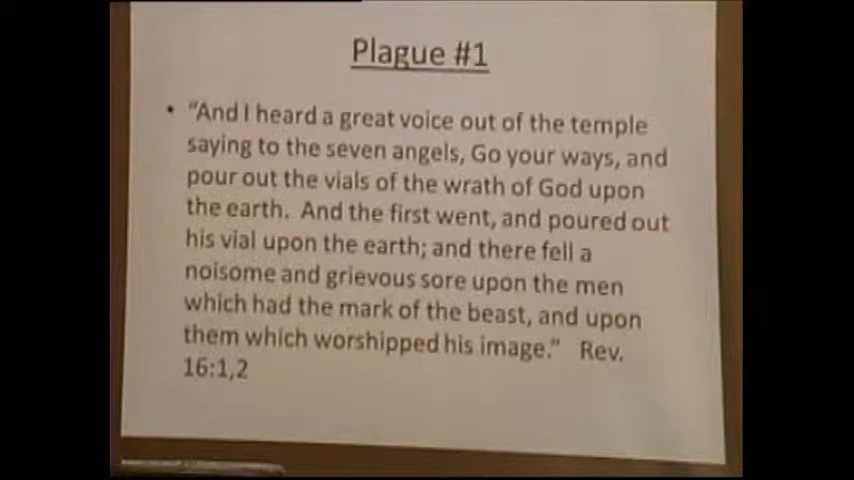 Plague #1
• "And I heard a great voice out of the temple
saying to the seven angels, Go your ways, and
pour out the vials of the wrath of God upon
the earth.  And the first went, and poured out
his vial upon the earth; and there fell a
noisome and grievous sore upon the men
which had the mark of the beast, and upon
them which worshipped his image."   Rev.
16:1,2